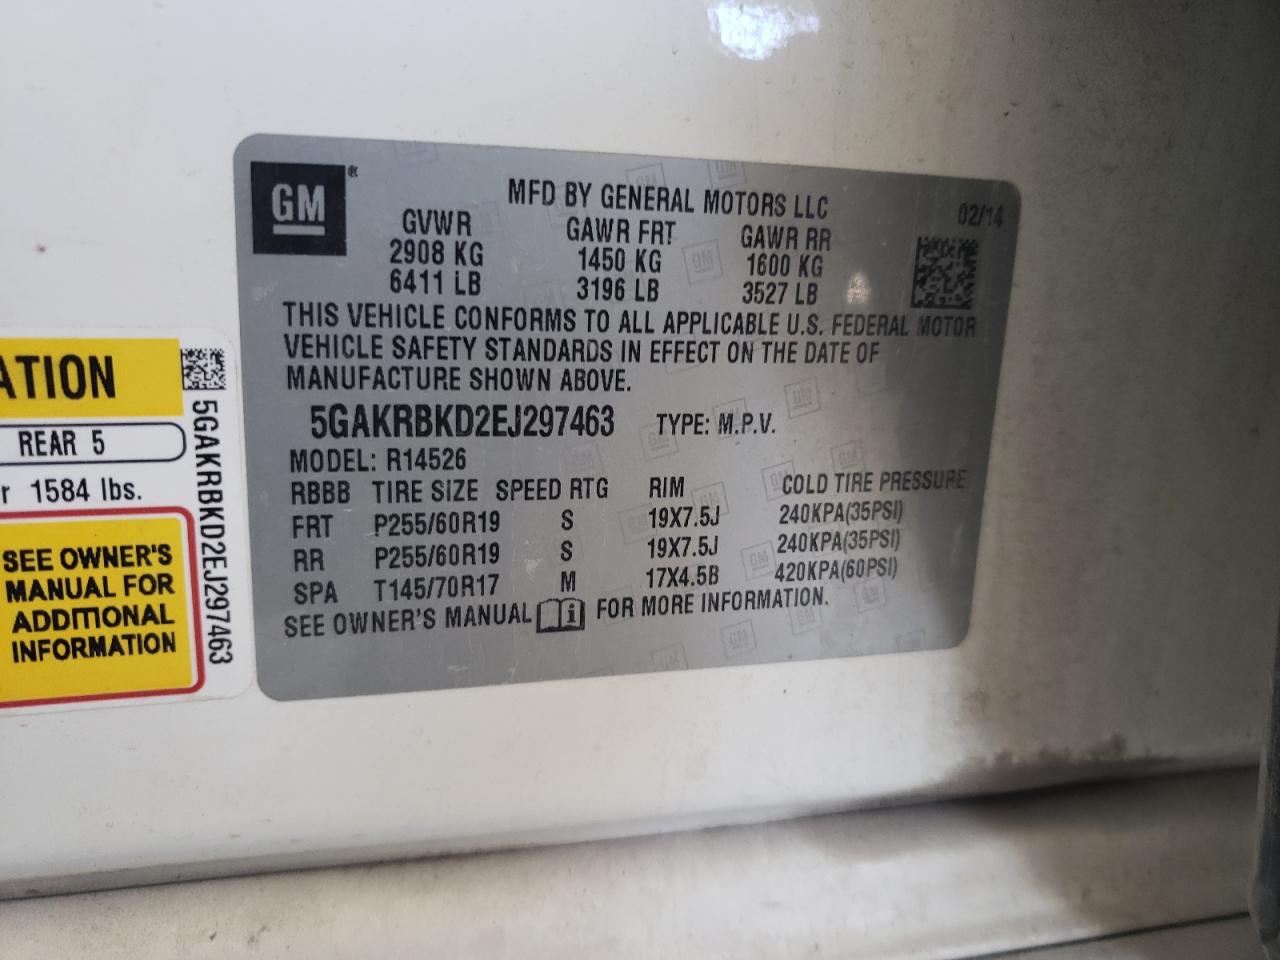 GM®
MFD BY GENERAL MOTORS LLC
02/14
GVWR GAWR FRT GAWR RR
2908 KG 1450 KG 1600 KG
6411 LB 3196 LB 3527 LB
THIS VEHICLE CONFORMS TO ALL APPLICABLE U.S. FEDERAL MOTOR
VEHICLE SAFETY STANDARDS IN EFFECT ON THE DATE OF
MANUFACTURE SHOWN ABOVE.
5GAKRBKD2EJ297463 TYPE: M.P.V.
MODEL: R14526
RBBB TIRE SIZE SPEED RTG RIM COLD TIRE PRESSURE
FRT P255/60R19 S 19X7.5J 240KPA(35PSI)
RR P255/60R19 S 19X7.5J 240KPA(35PSI)
SPA T145/70R17 M 17X4.5B 420KPA(60PSI)
SEE OWNER'S MANUAL i FOR MORE INFORMATION.
ATION
REAR 5
r 1584 lbs.
SEE OWNER'S
MANUAL FOR
ADDITIONAL
INFORMATION
5GAKRBKD2EJ297463